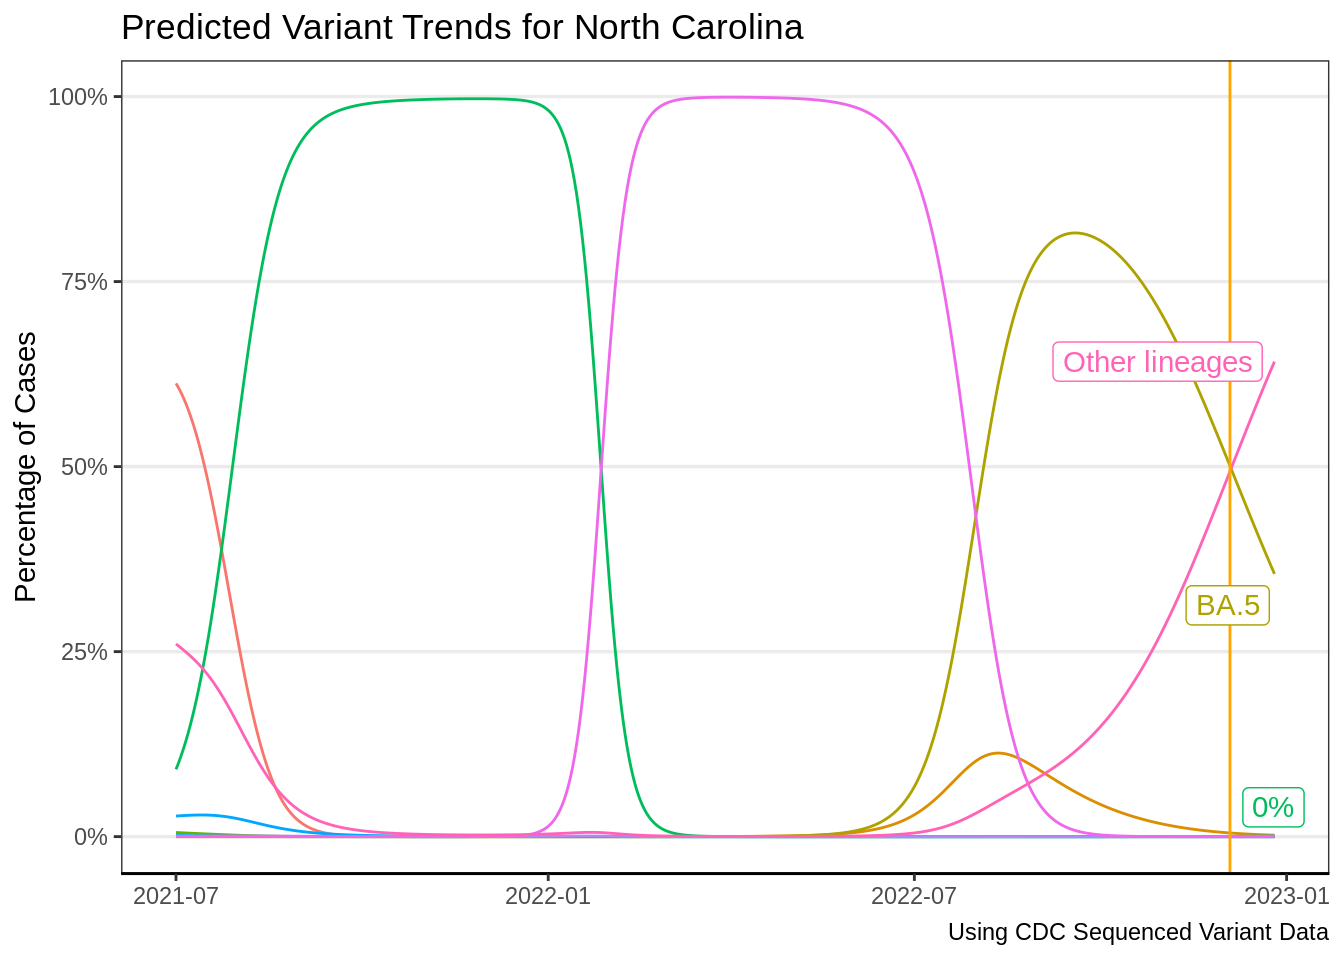 Predicted Variant Trends for North Carolina
Percentage of Cases
100%
75%
50%
25%
0%
Other lineages
BA.5
0%
2021-07
2022-01
2022-07
2023-01
Using CDC Sequenced Variant Data